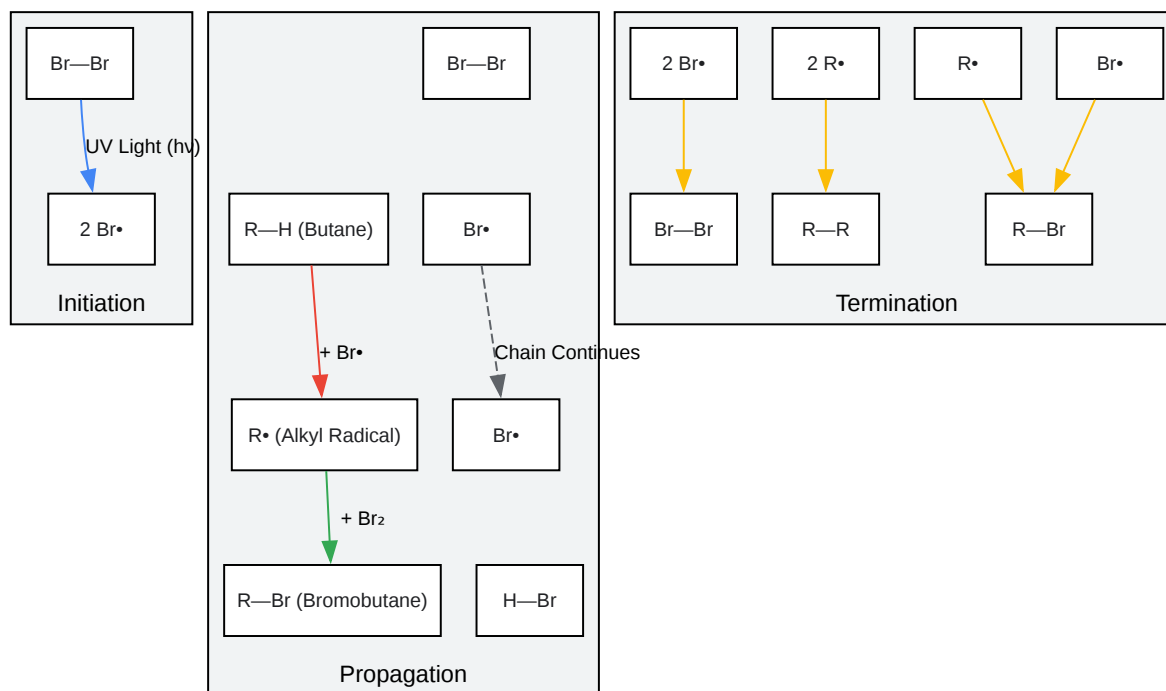 Br—Br
UV Light (hν)
2 Br•
Initiation
Br—Br
R—H (Butane)
Br•
+ Br•
Chain Continues
R• (Alkyl Radical)
Br•
+ Br₂
R—Br (Bromobutane)
H—Br
Propagation
2 Br•
2 R•
R•
Br•
Br—Br
R—R
R—Br
Termination